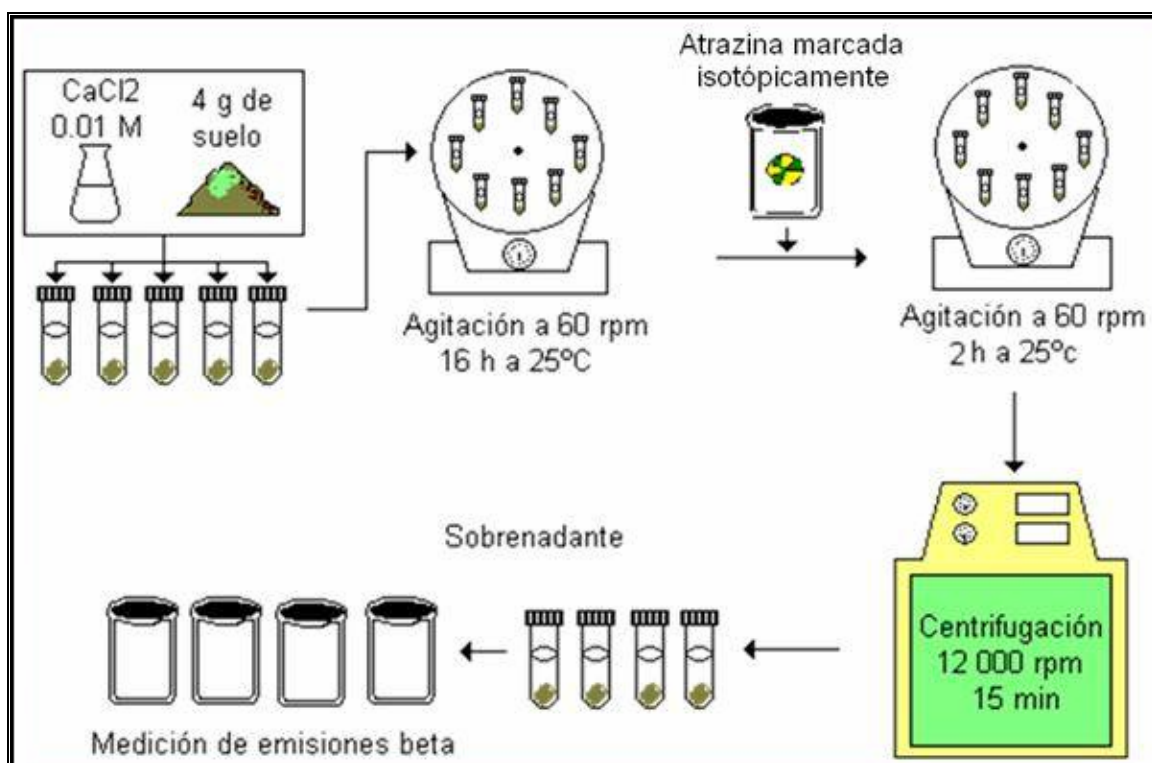 CaCl2
0.01 M
4 g de
suelo
Agitación a 60 rpm
16 h a 25ºC
Atrazina marcada
isotópicamente
Agitación a 60 rpm
2 h a 25ºc
Centrifugación
12 000 rpm
15 min
Sobrenadante
Medición de emisiones beta